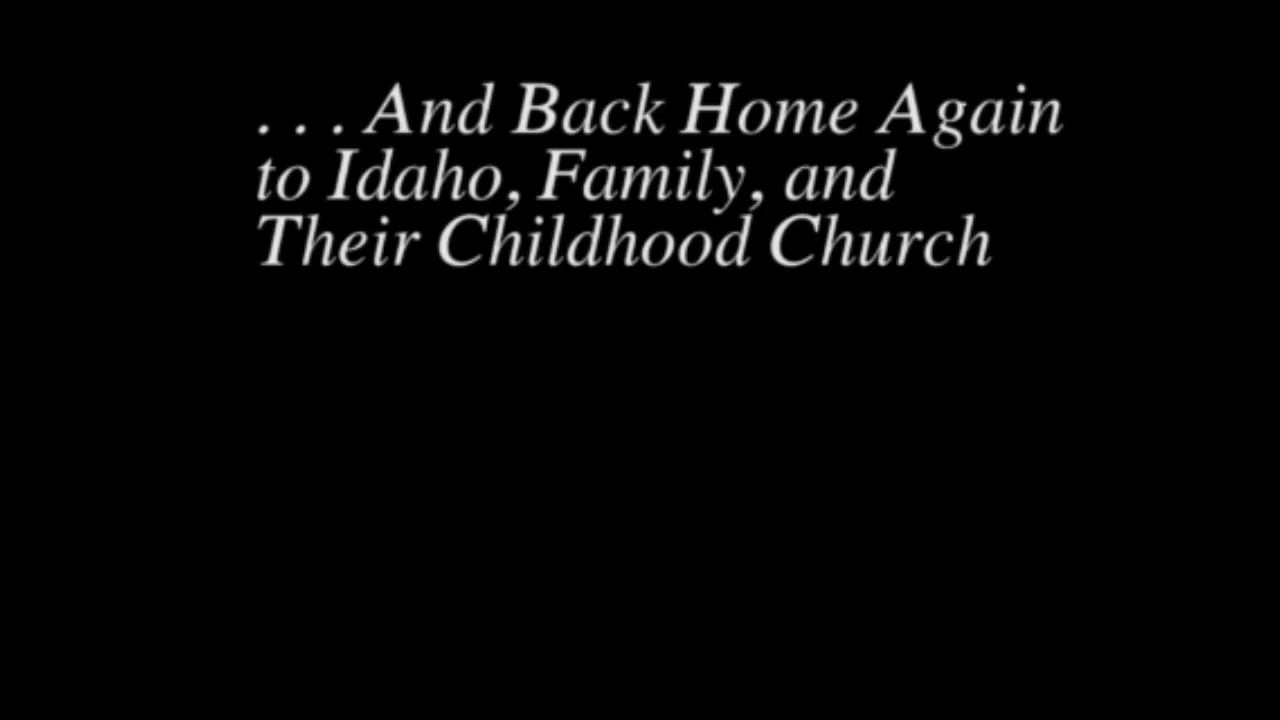 . . . And Back Home Again
to Idaho, Family, and
Their Childhood Church